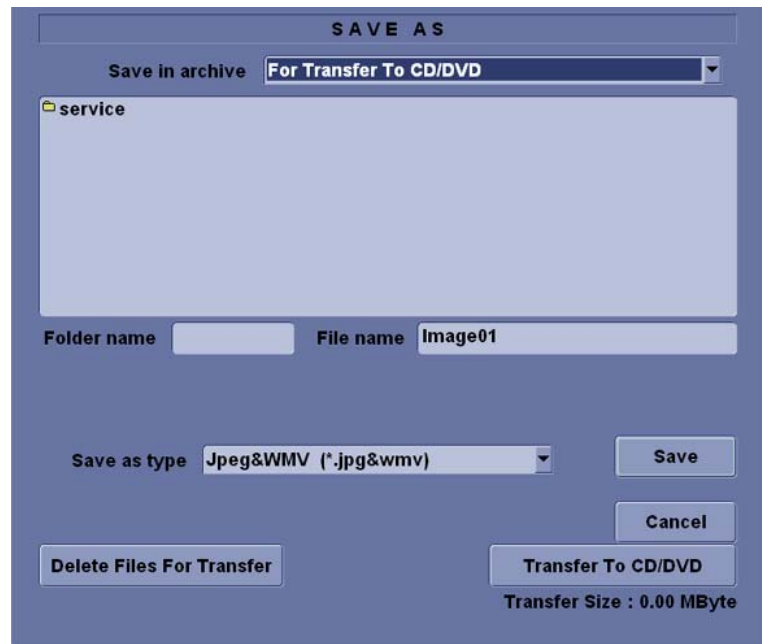 SAVE AS
Save in archive For Transfer To CD/DVD
service
Folder name File name Image01
Save as type Jpeg&WMV (*.jpg&wmv) Save
Cancel
Delete Files For Transfer Transfer To CD/DVD
Transfer Size : 0.00 MByte